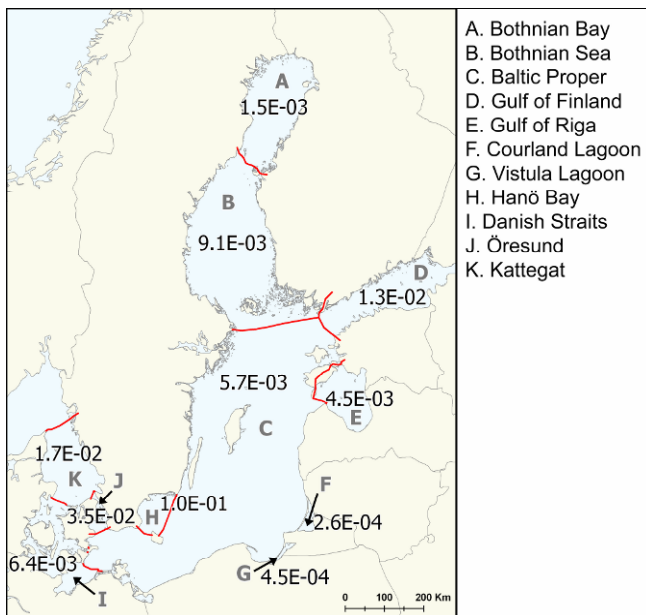 A
1.5E-03
B
9.1E-03
D
1.3E-02
5.7E-03
4.5E-03
E
C
1.7E-02
K
J
3.5E-02
H
1.0E-01
F
2.6E-04
6.4E-03
I
G
4.5E-04
0 100 200 Km
A. Bothnian Bay
B. Bothnian Sea
C. Baltic Proper
D. Gulf of Finland
E. Gulf of Riga
F. Courland Lagoon
G. Vistula Lagoon
H. Hanö Bay
I. Danish Straits
J. Öresund
K. Kattegat